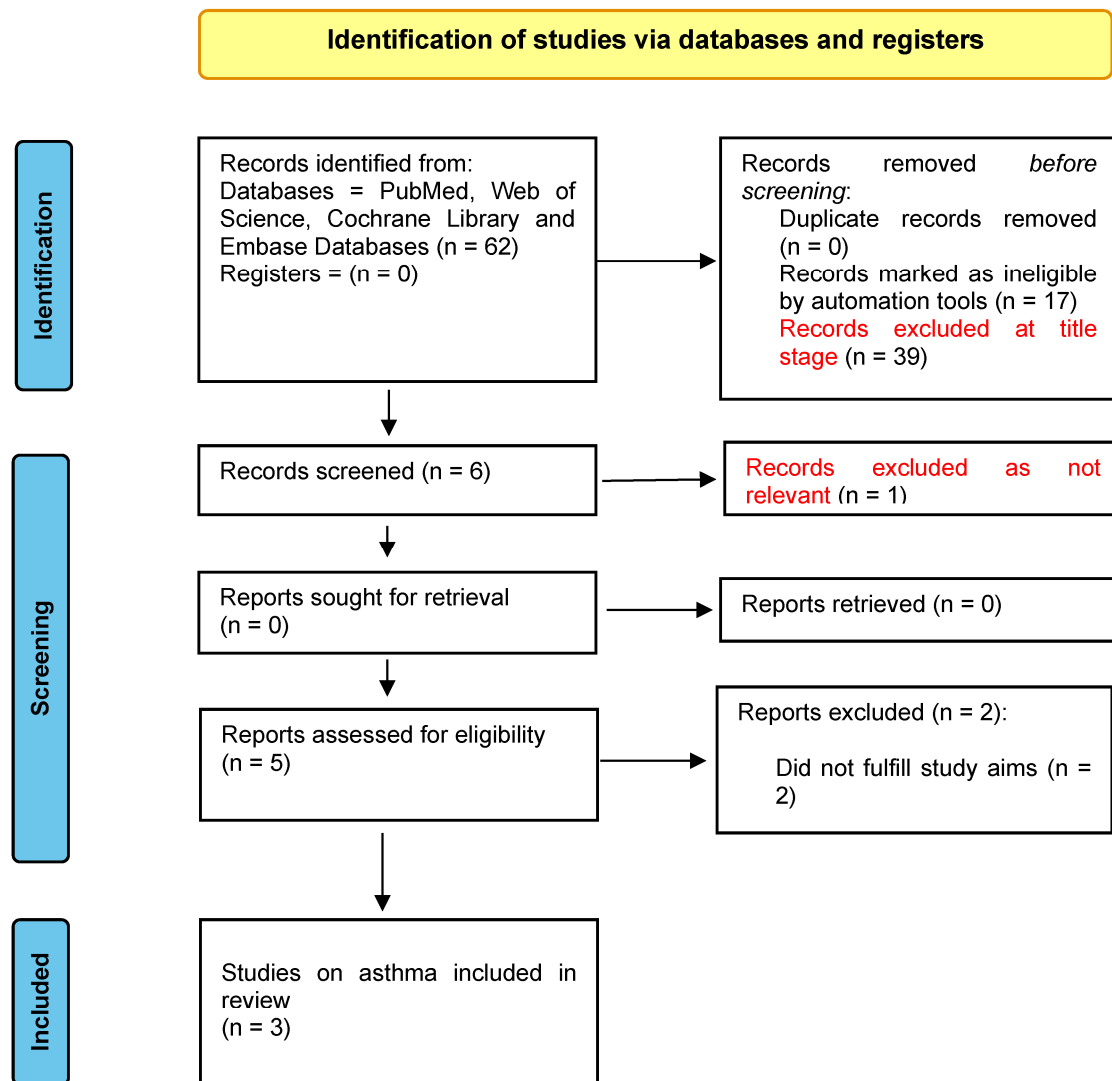 Identification of studies via databases and registers
Identification
Records identified from:
Databases = PubMed, Web of
Science, Cochrane Library and
Embase Databases (n = 62)
Registers = (n = 0)
Records removed before
screening:
Duplicate records removed
(n = 0)
Records marked as ineligible
by automation tools (n = 17)
Records excluded at title
stage (n = 39)
Screening
Records screened (n = 6)
Records excluded as not
relevant (n = 1)
Reports sought for retrieval
(n = 0)
Reports retrieved (n = 0)
Reports assessed for eligibility
(n = 5)
Reports excluded (n = 2):
Did not fulfill study aims (n =
2)
Included
Studies on asthma included in
review
(n = 3)